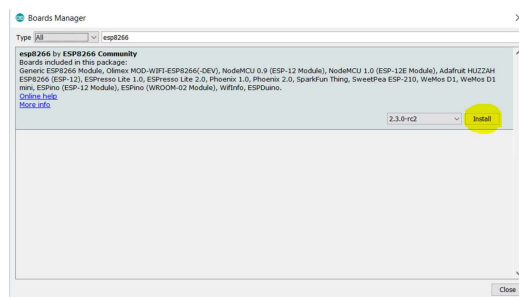 Boards Manager
Type All esp8266
esp8266 by ESP8266 Community
Boards included in this package:
Generic ESP8266 Module, Olimex MOD-WIFI-ESP8266(-DEV), NodeMCU 0.9 (ESP-12 Module), NodeMCU 1.0 (ESP-12E Module), Adafruit HUZZAH
ESP8266 (ESP-12), ESPresso Lite 1.0, ESPresso Lite 2.0, Phoenix 1.0, Phoenix 2.0, SparkFun Thing, SweetPea ESP-210, WeMos D1, WeMos D1
mini, ESPino (ESP-12 Module), ESPino (WROOM-02 Module), WifInfo, ESPDuino.
Online help
More info
2.3.0-rc2 Install
Close